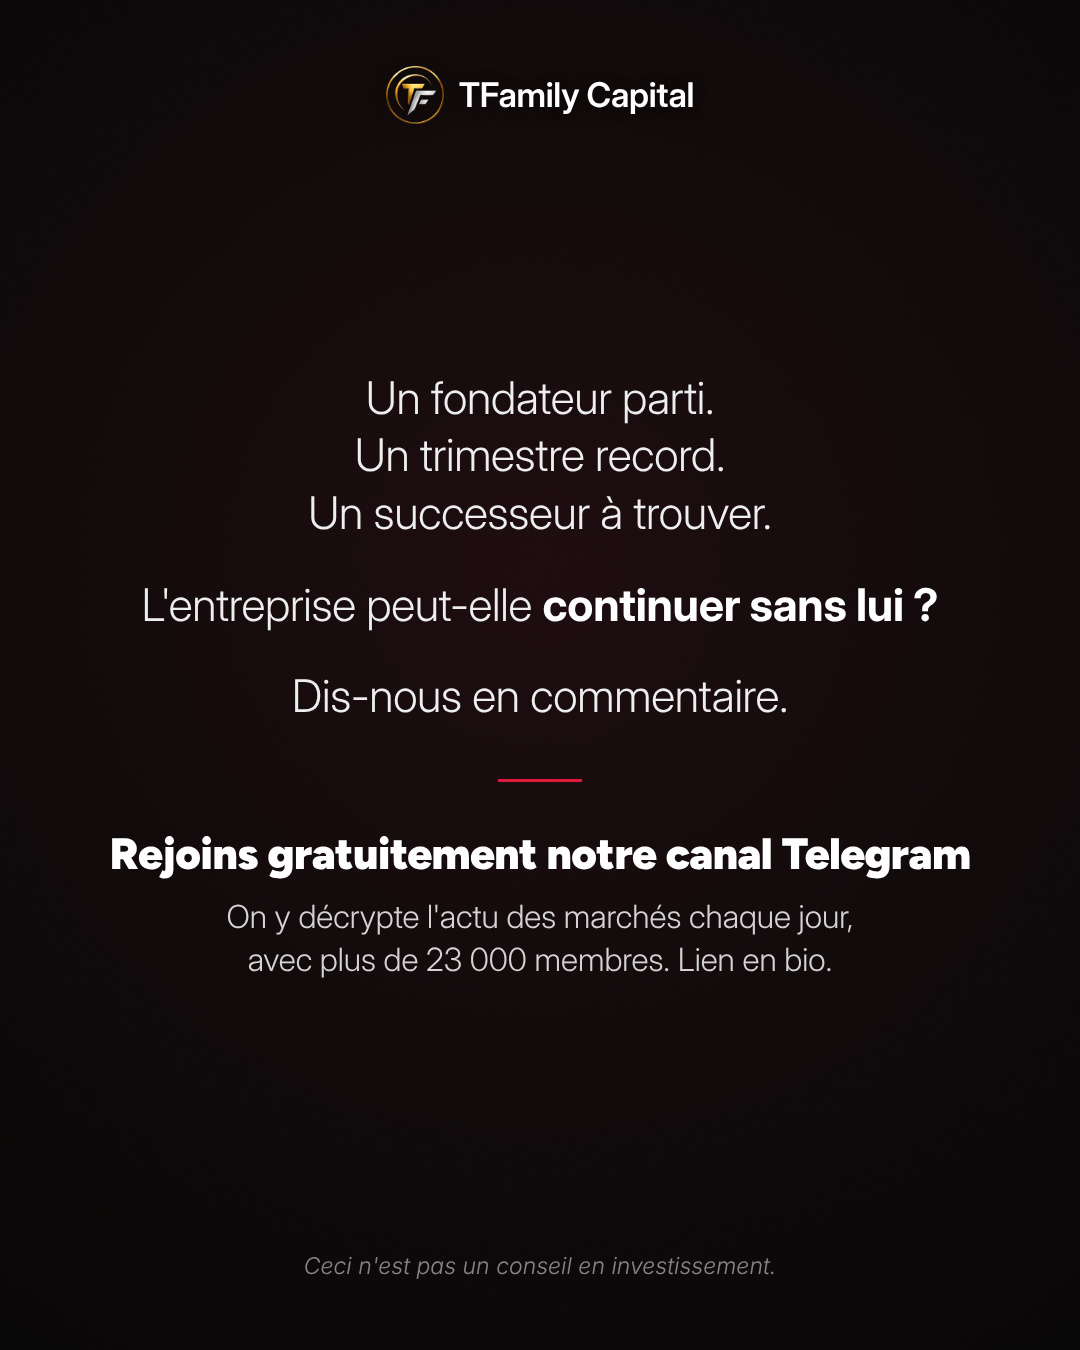 TF TFamily Capital
Un fondateur parti.
Un trimestre record.
Un successeur à trouver.
L'entreprise peut-elle continuer sans lui ?
Dis-nous en commentaire.
Rejoins gratuitement notre canal Telegram
On y décrypte l'actu des marchés chaque jour,
avec plus de 23 000 membres. Lien en bio.
Ceci n'est pas un conseil en investissement.